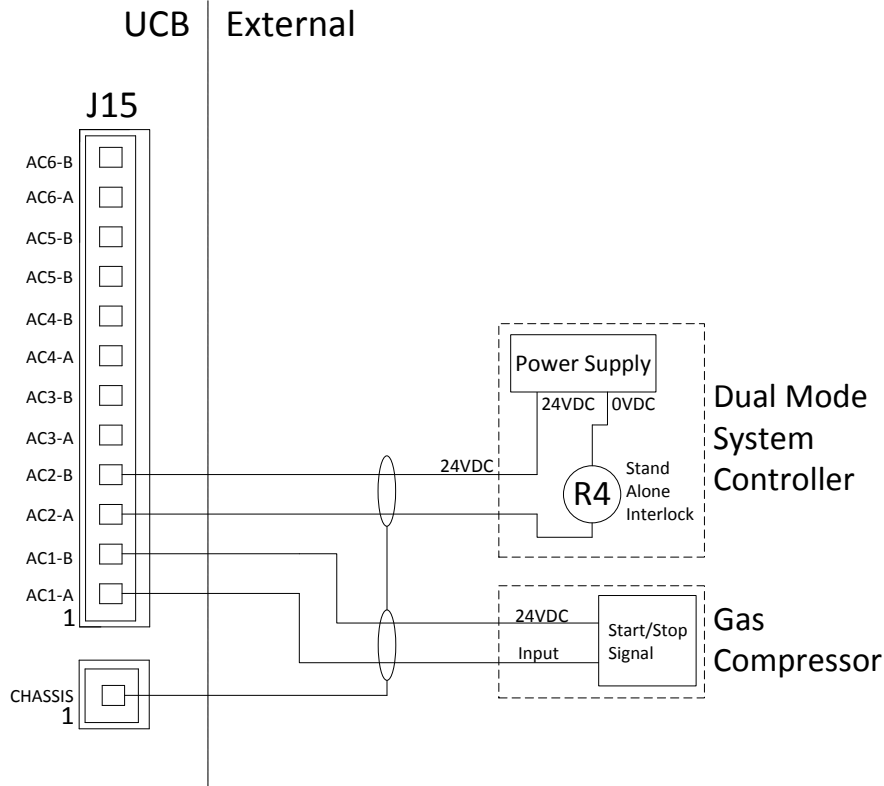 UCB
External
J15
AC6-B
AC6-A
AC5-B
AC5-B
AC4-B
AC4-A
AC3-B
AC3-A
AC2-B
AC2-A
AC1-B
AC1-A
1
CHASSIS
1
Power Supply
24VDC
0VDC
24VDC
R4
Stand
Alone
Interlock
Dual Mode
System
Controller
24VDC
Input
Start/Stop
Signal
Gas
Compressor